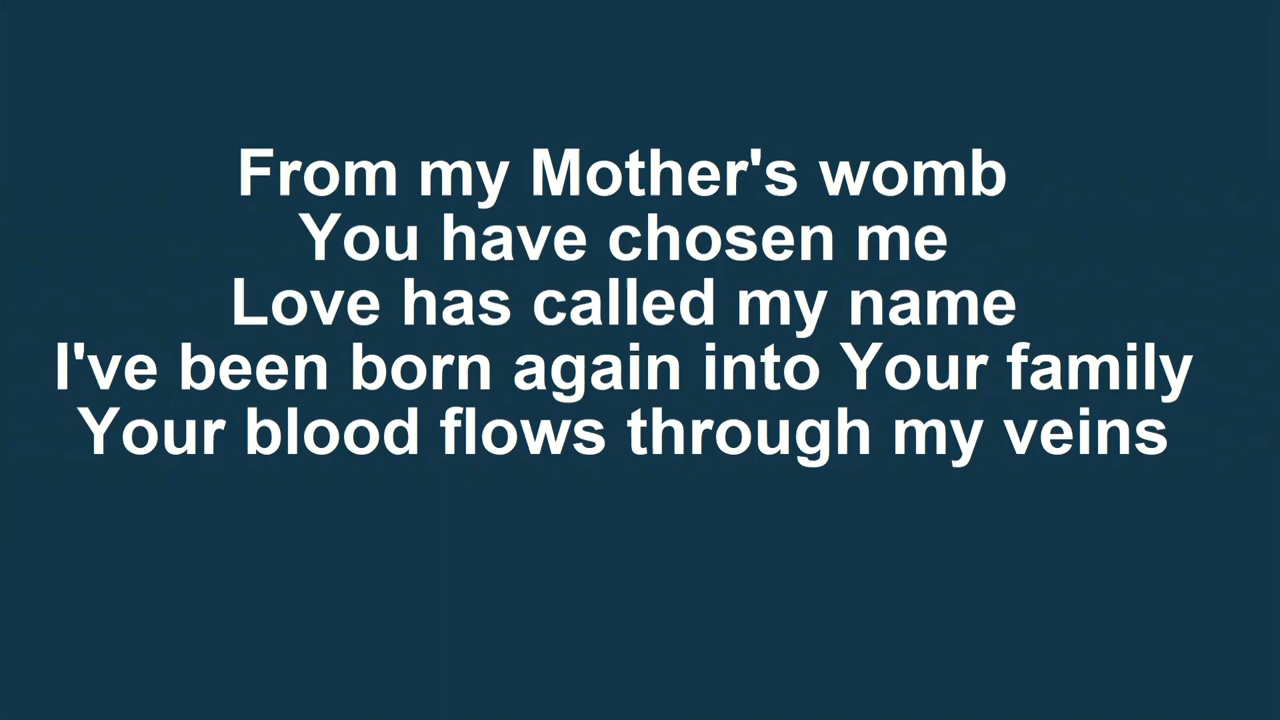 From my Mother's womb
You have chosen me
Love has called my name
I've been born again into Your family
Your blood flows through my veins